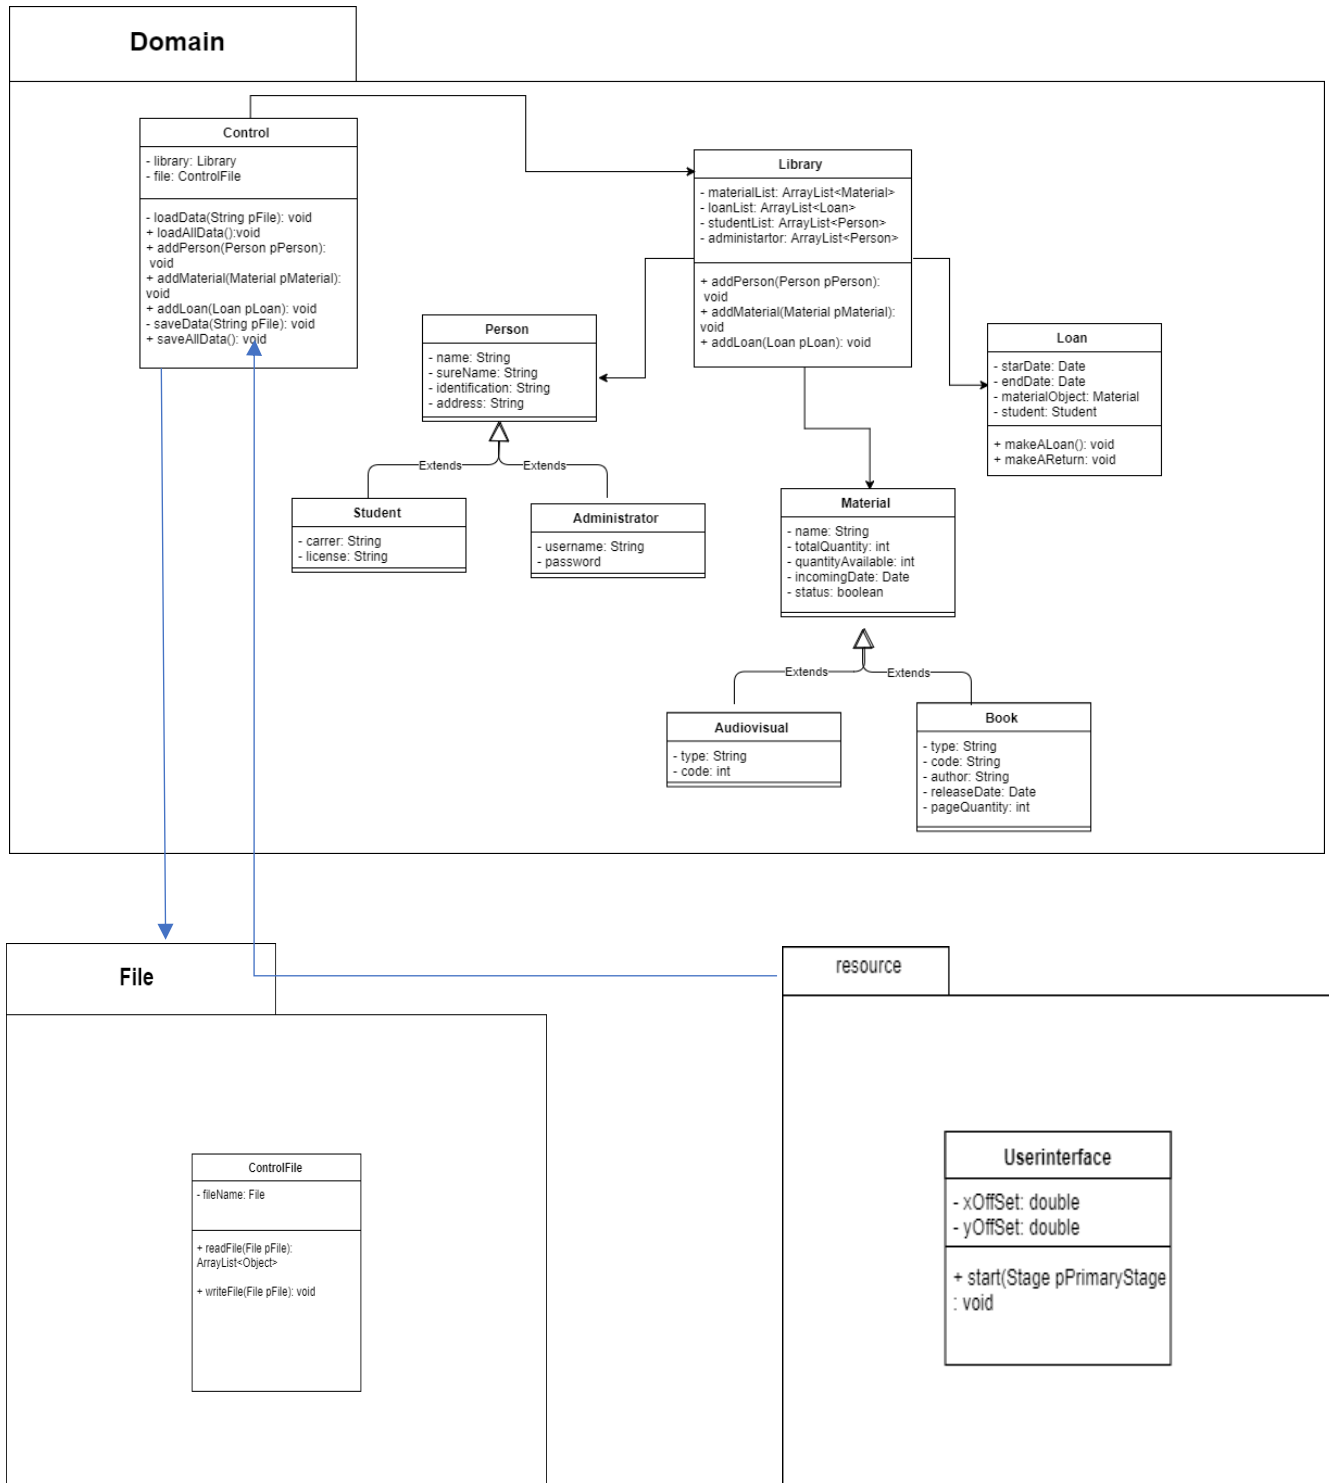 Domain
Control
- library: Library
- file: ControlFile
- loadData(String pFile): void
+ loadAllData():void
+ addPerson(Person pPerson):
void
+ addMaterial(Material pMaterial):
void
+ addLoan(Loan pLoan): void
- saveData(String pFile): void
+ saveAllData(): void
Library
- materialList: ArrayList<Material>
- loanList: ArrayList<Loan>
- studentList: ArrayList<Person>
- administartor: ArrayList<Person>
+ addPerson(Person pPerson):
void
+ addMaterial(Material pMaterial):
void
+ addLoan(Loan pLoan): void
Person
- name: String
- sureName: String
- identification: String
- address: String
Loan
- starDate: Date
- endDate: Date
- materialObject: Material
- student: Student
+ makeALoan(): void
+ makeAReturn: void
Extends
Extends
Student
- carrer: String
- license: String
Administrator
- username: String
- password
Material
- name: String
- totalQuantity: int
- quantityAvailable: int
- incomingDate: Date
- status: boolean
Extends
Extends
Audiovisual
- type: String
- code: int
Book
- type: String
- code: String
- author: String
- releaseDate: Date
- pageQuantity: int
File
ControlFile
- fileName: File
+ readFile(File pFile):
ArrayList<Object>
+ writeFile(File pFile): void
resource
Userinterface
- xOffSet: double
- yOffSet: double
+ start(Stage pPrimaryStage
: void